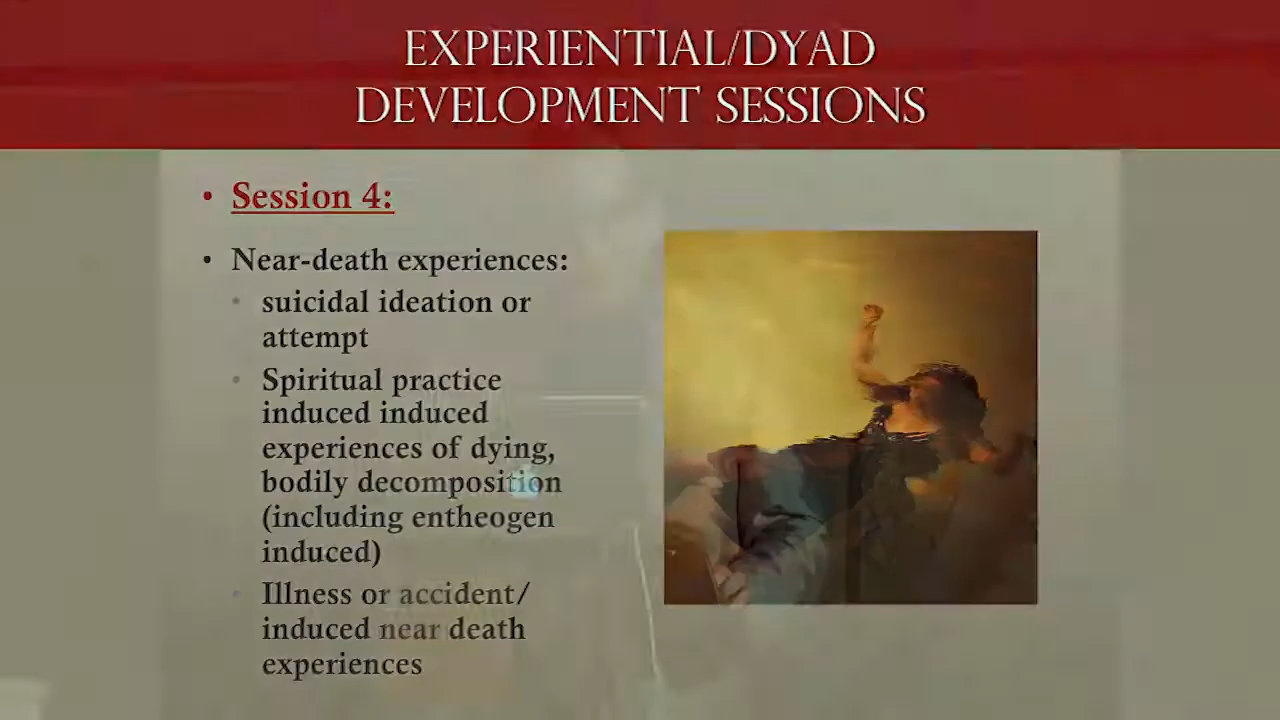 EXPERIENTIAL/DYAD
DEVELOPMENT SESSIONS
• Session 4:
• Near-death experiences:
• suicidal ideation or
attempt
• Spiritual practice
induced induced
experiences of dying,
bodily decomposition
(including entheogen
induced)
• Illness or accident/
induced near death
experiences